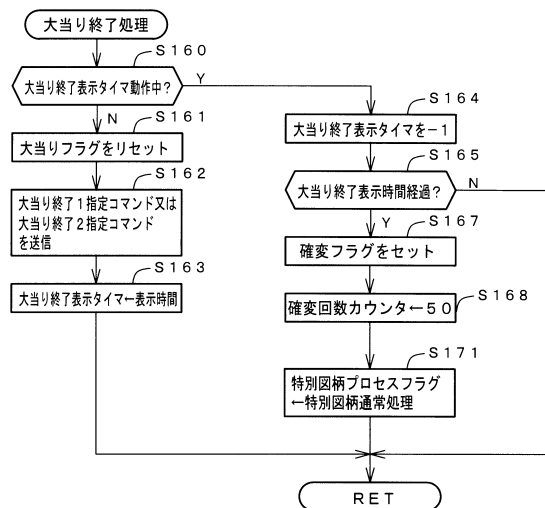 大当り終了処理
S160
大当り終了表示タイマ動作中？
Y
N
S161
大当りフラグをリセット
S162
大当り終了1指定コマンド又は
大当り終了2指定コマンド
を送信
S163
大当り終了表示タイマ←表示時間
S164
大当り終了表示タイマを－1
S165
大当り終了表示時間経過？
N
Y
S167
確変フラグをセット
S168
確変回数カウンタ←50
S171
特別図柄プロセスフラグ
←特別図柄通常処理
RET